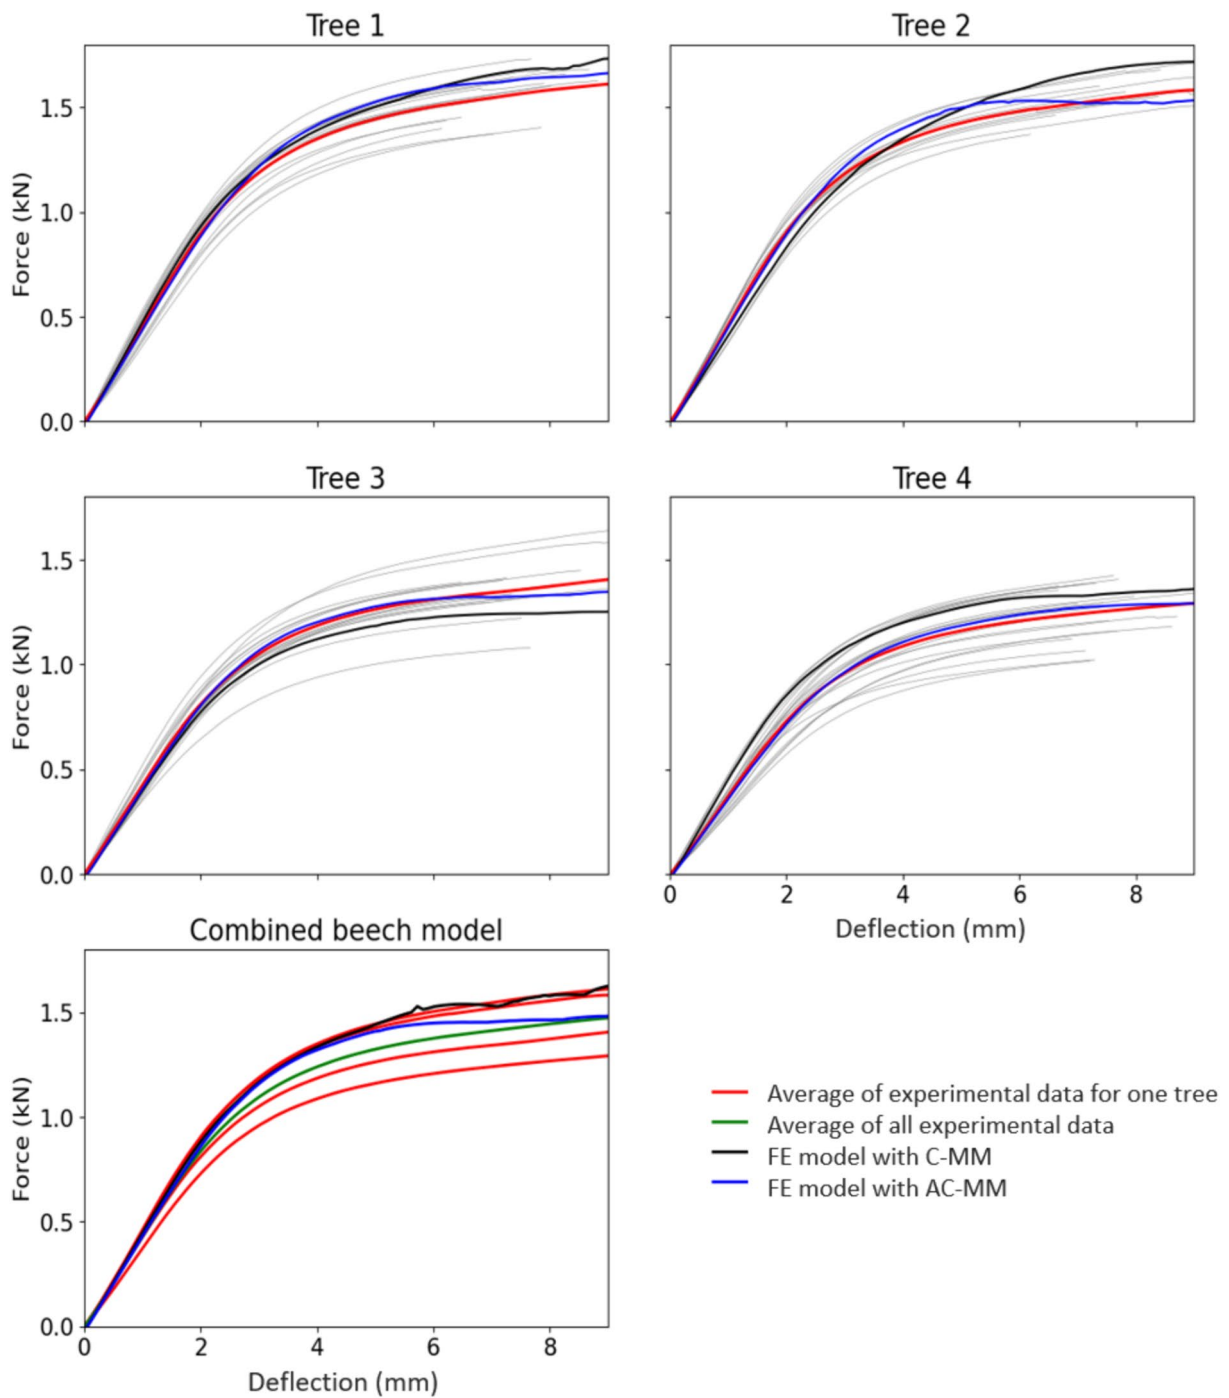 Tree 1
Tree 2
1.5
1.0
0.5
0.0
Force (kN)
Tree 3
Tree 4
1.5
1.0
0.5
0.0
Force (kN)
0 2 4 6 8
Deflection (mm)
Combined beech model
1.5
1.0
0.5
0.0
Force (kN)
0 2 4 6 8
Deflection (mm)
Average of experimental data for one tree
Average of all experimental data
FE model with C-MM
FE model with AC-MM